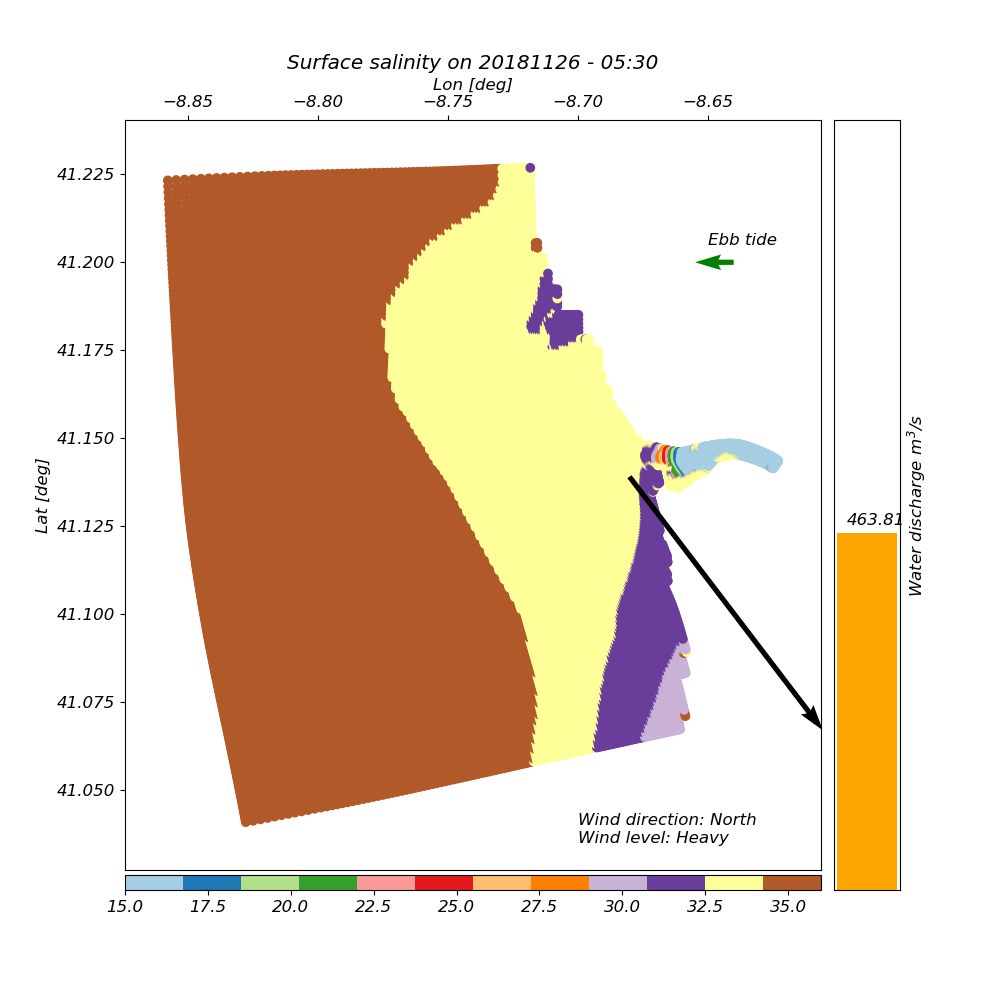 Surface salinity on 20181126 - 05:30
Lon [deg]
−8.85 −8.80 −8.75 −8.70 −8.65
41.225
41.200
41.175
41.150
41.125
41.100
41.075
41.050
Lat [deg]
Ebb tide
Wind direction: North
Wind level: Heavy
463.81
Water discharge m³/s
15.0 17.5 20.0 22.5 25.0 27.5 30.0 32.5 35.0